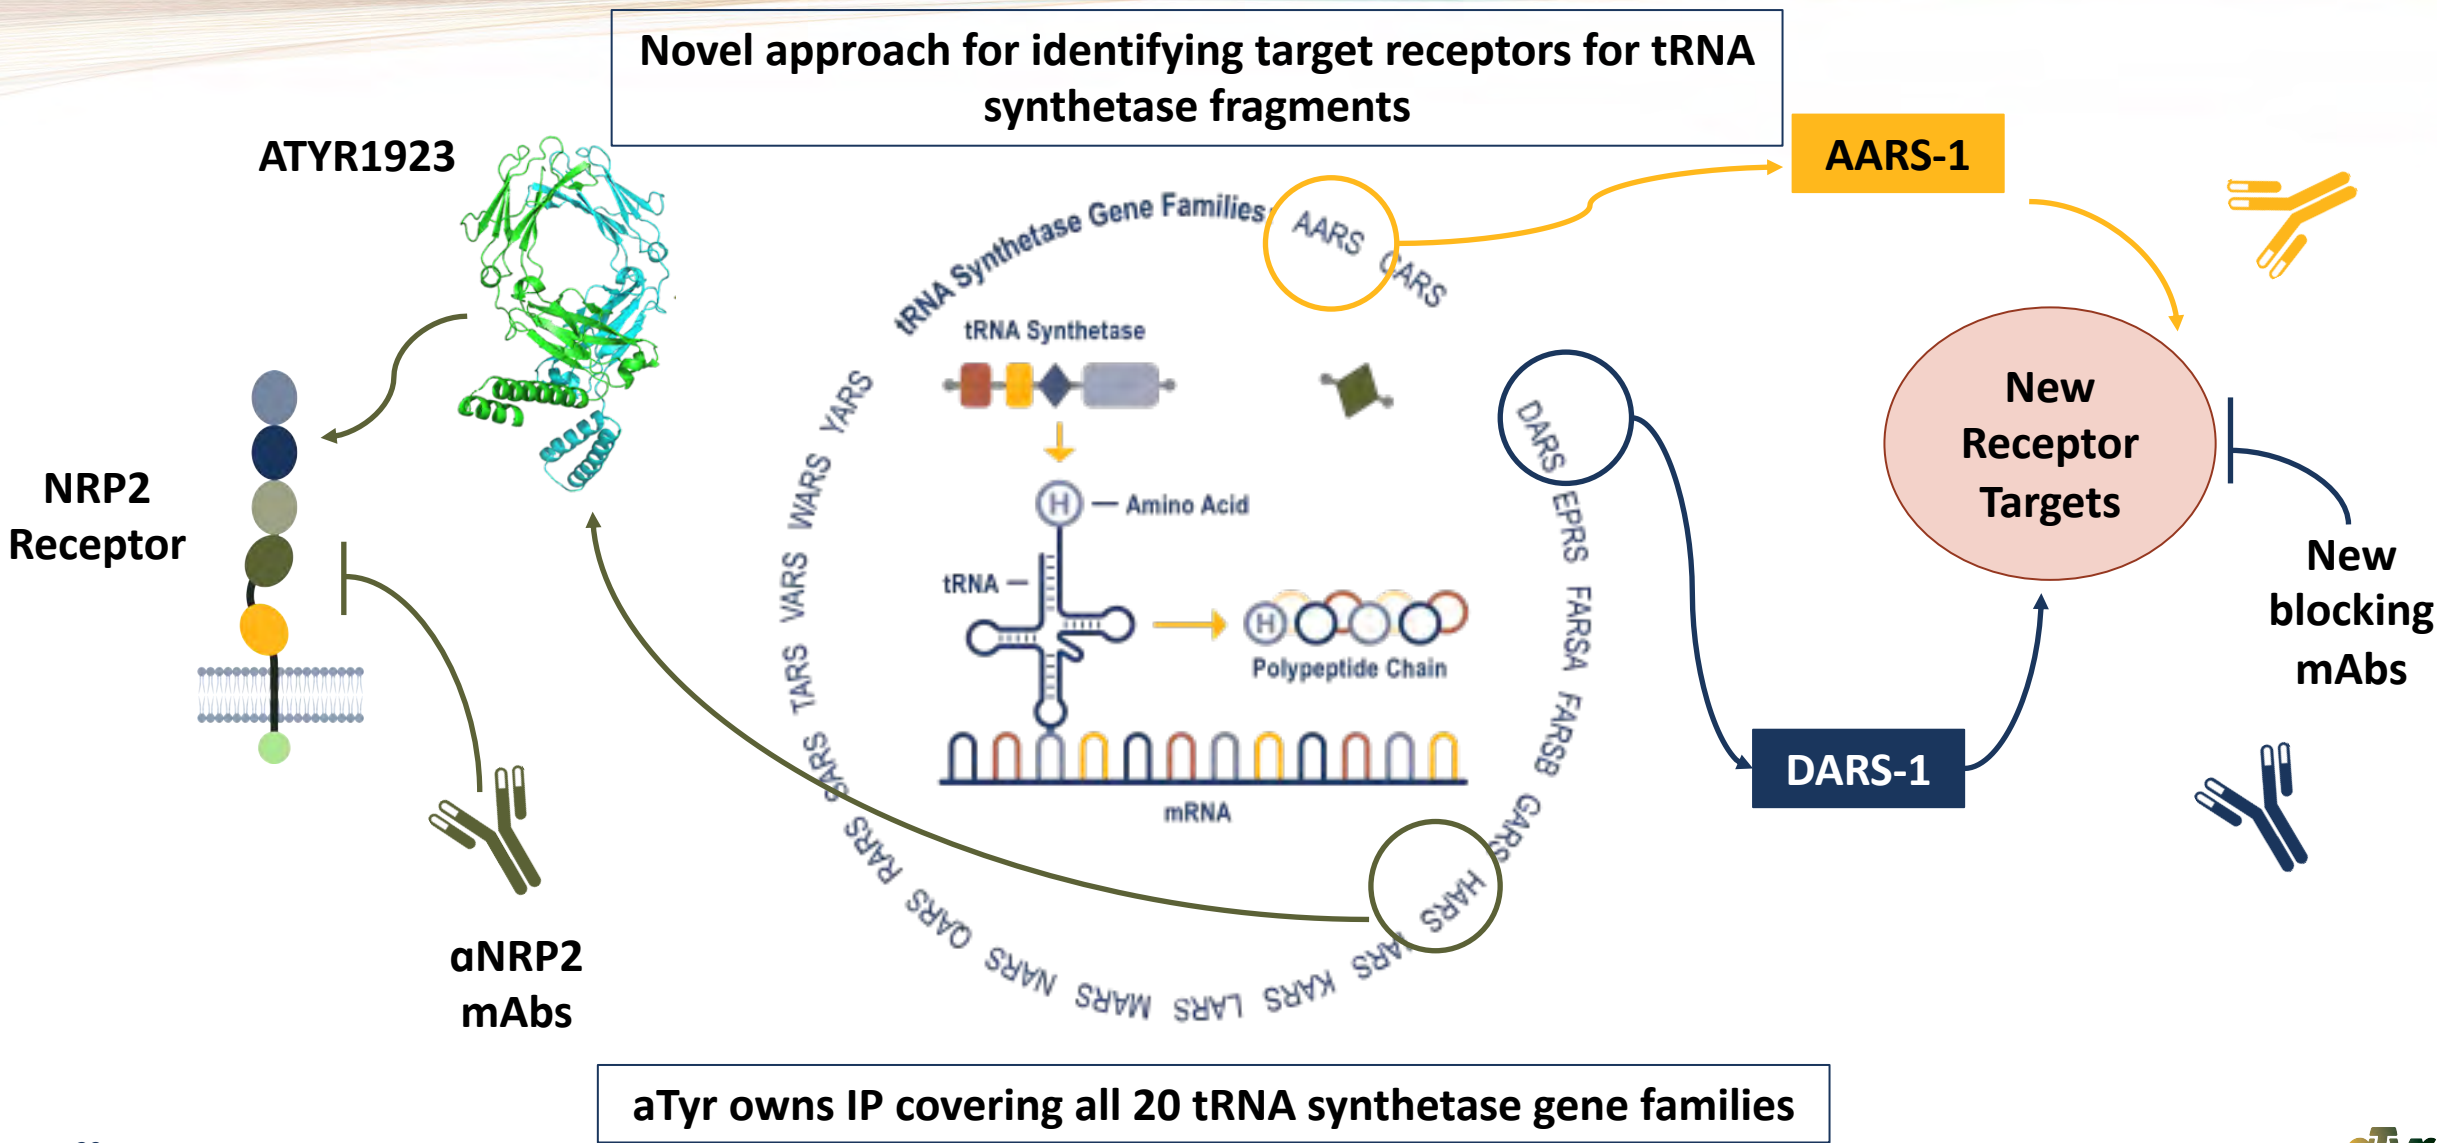 Novel approach for identifying target receptors for tRNA
synthetase fragments
ATYR1923
AARS-1
tRNA Synthetase Gene Families:
AARS
CARS
DARS
EPRS
FARSA
FARSB
GARS
HARS
IARS
KARS
LARS
MARS
NARS
QARS
RARS
SARS
TARS
VARS
WARS
YARS
tRNA Synthetase
H
Amino Acid
tRNA
H
Polypeptide Chain
mRNA
NRP2
Receptor
αNRP2
mAbs
New
Receptor
Targets
New
blocking
mAbs
DARS-1
aTyr owns IP covering all 20 tRNA synthetase gene families
aTyr